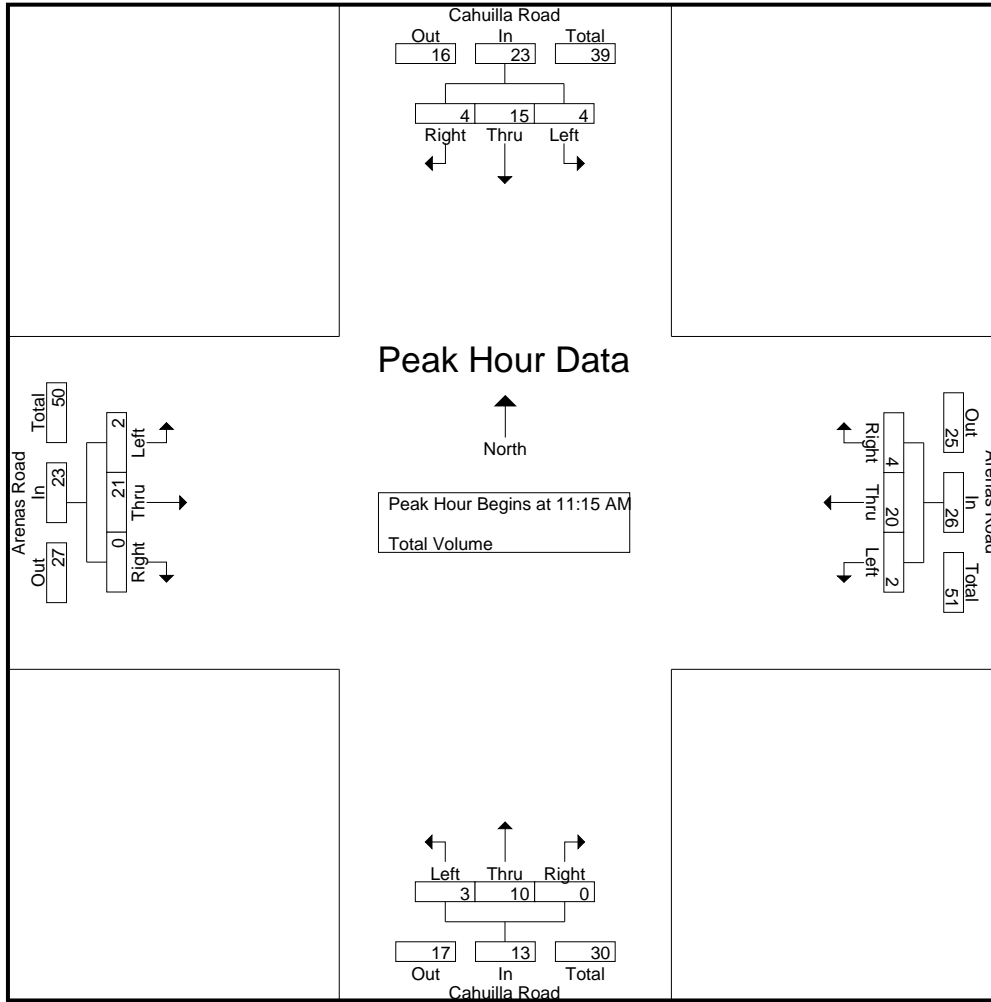 Cahuilla Road
Out In Total
16 23 39
4 15 4
Right Thru Left
Peak Hour Data
North
Peak Hour Begins at 11:15 AM
Total Volume
Arenas Road
Out In Total
27 23 50
2 21 0
Left Thru Right
Arenas Road
Out In Total
25 26 51
4 20 2
Right Thru Left
Left Thru Right
3 10 0
17 13 30
Out In Total
Cahuilla Road